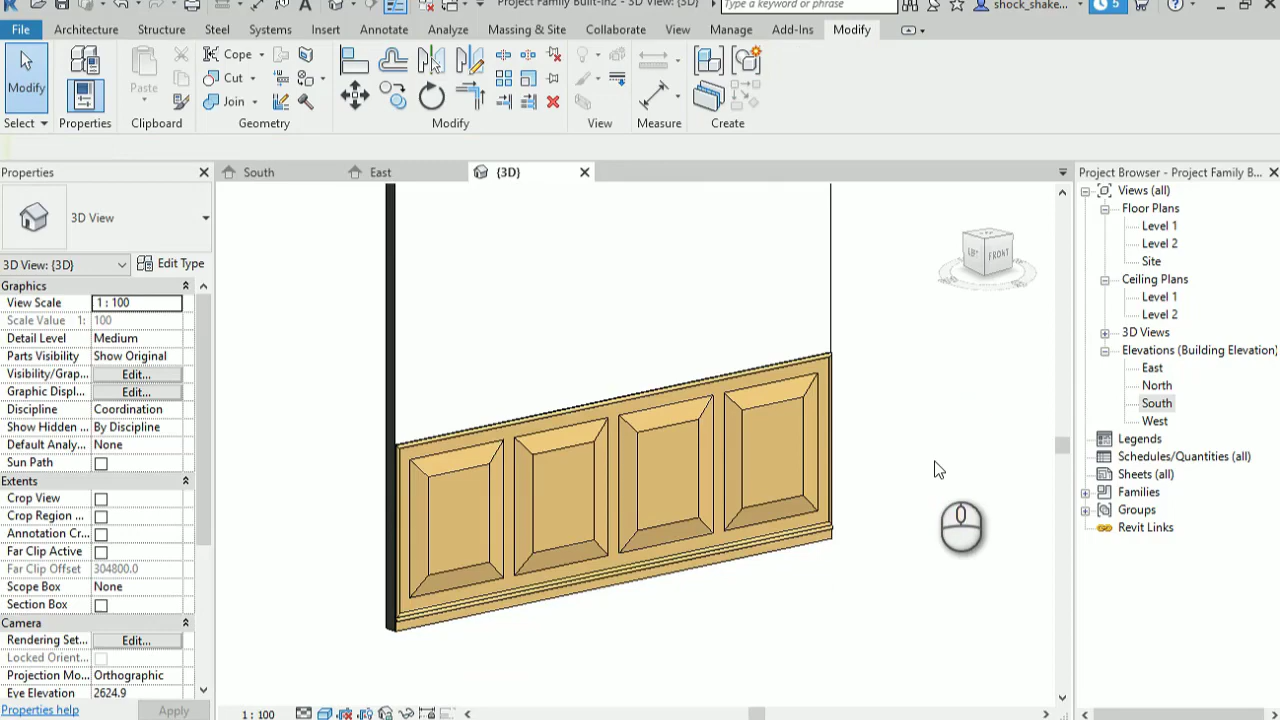 Project Family Built-In2 - 3D View: {3D}
Type a keyword or phrase
shock_shake...
5
File
Architecture
Structure
Steel
Systems
Insert
Annotate
Analyze
Massing & Site
Collaborate
View
Manage
Add-Ins
Modify
Modify
Paste
Cope
Cut
Join
Select
Properties
Clipboard
Geometry
Modify
View
Measure
Create
Properties
South
East
{3D}
Project Browser - Project Family B...
3D View
3D View: {3D}
Edit Type
Graphics
View Scale
1 : 100
Scale Value 1:
100
Detail Level
Medium
Parts Visibility
Show Original
Visibility/Grap...
Edit...
Graphic Displ...
Edit...
Discipline
Coordination
Show Hidden ...
By Discipline
Default Analy...
None
Sun Path
Extents
Crop View
Crop Region ...
Annotation Cr...
Far Clip Active
Far Clip Offset
304800.0
Scope Box
None
Section Box
Camera
Rendering Set...
Edit...
Locked Orient...
Projection Mo...
Orthographic
Eye Elevation
2624.9
Properties help
Apply
FRONT
1 : 100
Views (all)
Floor Plans
Level 1
Level 2
Site
Ceiling Plans
Level 1
Level 2
3D Views
Elevations (Building Elevation)
East
North
South
West
Legends
Schedules/Quantities (all)
Sheets (all)
Families
Groups
Revit Links